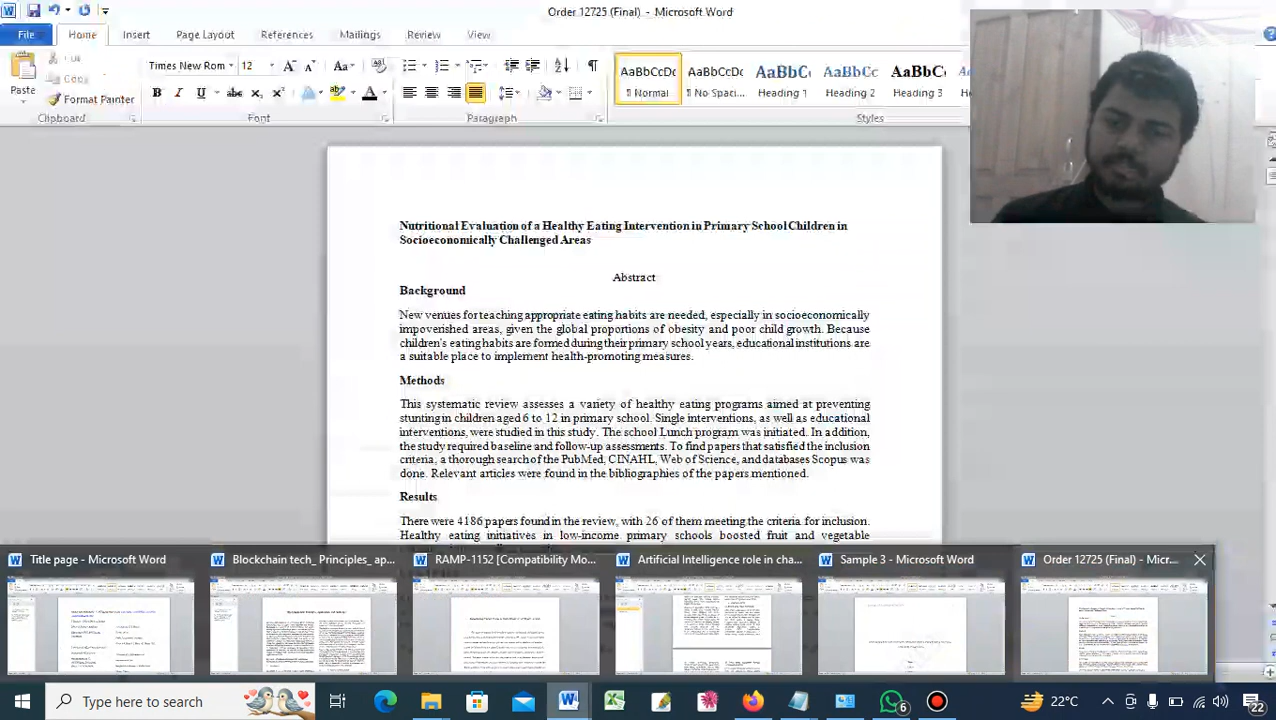 Order 12725 (Final) - Microsoft Word
File
Home
Insert
Page Layout
References
Mailings
Review
View
Paste
Cut
Copy
Format Painter
Clipboard
Times New Rom
12
Font
Paragraph
AaBbCcDc
¶ Normal
AaBbCcDc
¶ No Spaci...
AaBbC
Heading 1
AaBbCc
Heading 2
AaBbCc
Heading 3
Styles
Nutritional Evaluation of a Healthy Eating Intervention in Primary School Children in
Socioeconomically Challenged Areas
Abstract
Background
New venues for teaching appropriate eating habits are needed, especially in socioeconomically
impoverished areas, given the global proportions of obesity and poor child growth. Because
children's eating habits are formed during their primary school years, educational institutions are
a suitable place to implement health-promoting measures.
Methods
This systematic review assesses a variety of healthy eating programs aimed at preventing
stunting in children aged 6 to 12 in primary school. Single interventions, as well as educational
interventions, were studied in this study. The school Lunch program was initiated. In addition,
the study required baseline and follow-up assessments. To find papers that satisfied the inclusion
criteria, a thorough search of the PubMed, CINAHL, Web of Science, and databases Scopus was
done. Relevant articles were found in the bibliographies of the papers mentioned.
Results
There were 4186 papers found in the review, with 26 of them meeting the criteria for inclusion.
Healthy eating initiatives in low-income primary schools boosted fruit and vegetable
Title page - Microsoft Word
Blockchain tech_ Principles_ ap...
RAMP-1152 [Compatibility Mo...
Artificial Intelligence role in cha...
Sample 3 - Microsoft Word
Order 12725 (Final) - Micr...
Type here to search
6
22°C
22